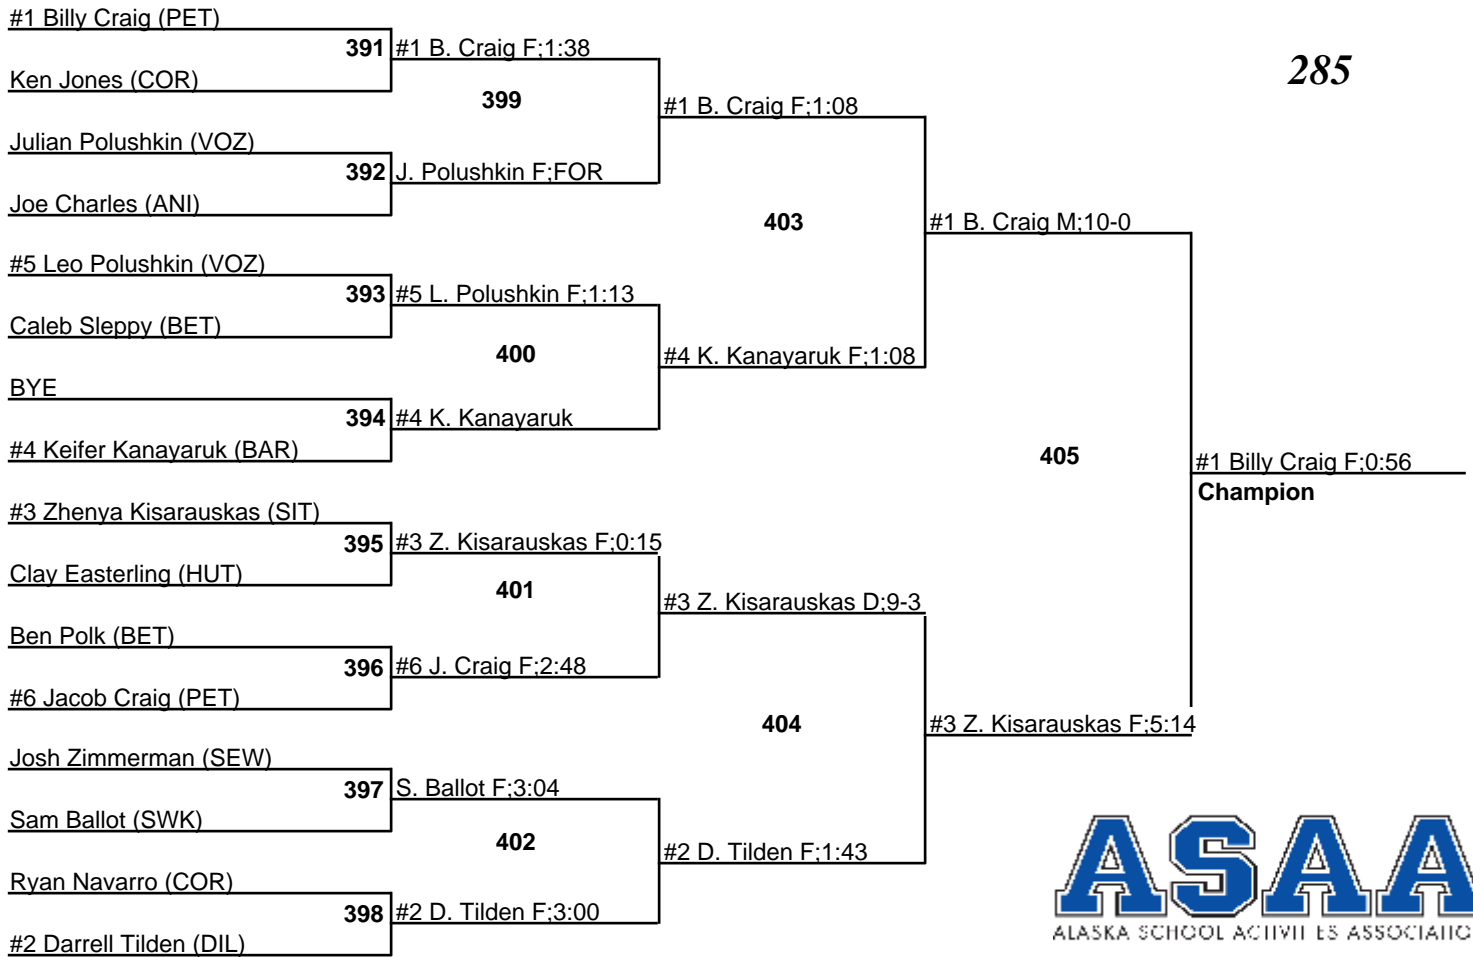 #1 Billy Craig (PET)
391
#1 B. Craig F;1:38
Ken Jones (COR)
399
#1 B. Craig F;1:08
Julian Polushkin (VOZ)
392
J. Polushkin F;FOR
Joe Charles (ANI)
403
#1 B. Craig M;10-0
#5 Leo Polushkin (VOZ)
393
#5 L. Polushkin F;1:13
Caleb Sleppy (BET)
400
#4 K. Kanayaruk F;1:08
BYE
394
#4 K. Kanayaruk
#4 Keifer Kanayaruk (BAR)
405
#1 Billy Craig F;0:56
Champion
#3 Zhenya Kisarauskas (SIT)
395
#3 Z. Kisarauskas F;0:15
Clay Easterling (HUT)
401
#3 Z. Kisarauskas D;9-3
Ben Polk (BET)
396
#6 J. Craig F;2:48
#6 Jacob Craig (PET)
404
#3 Z. Kisarauskas F;5:14
Josh Zimmerman (SEW)
397
S. Ballot F;3:04
Sam Ballot (SWK)
402
#2 D. Tilden F;1:43
Ryan Navarro (COR)
398
#2 D. Tilden F;3:00
#2 Darrell Tilden (DIL)
285
ASAA
ALASKA SCHOOL ACTIVITIES ASSOCIATIO